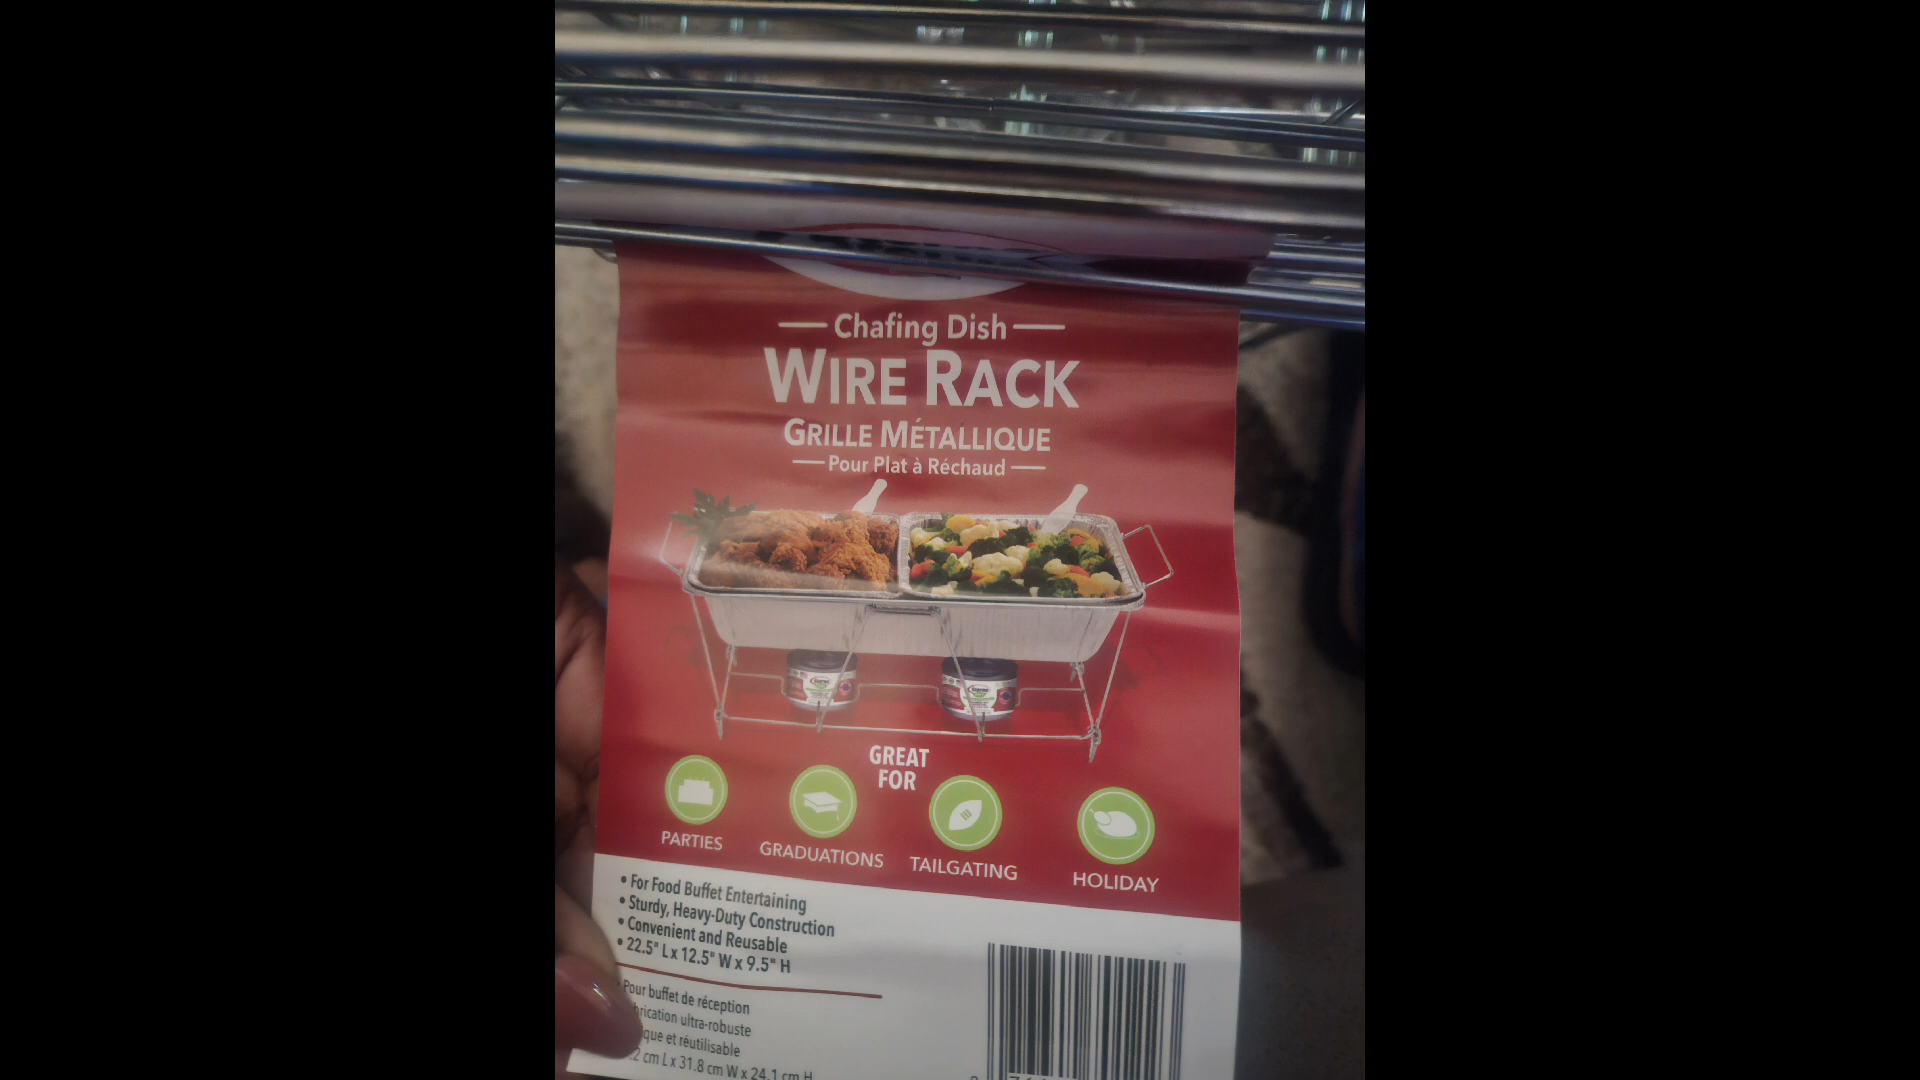 Chafing Dish
WIRE RACK
GRILLE MÉTALLIQUE
Pour Plat à Réchaud
GREAT
FOR
PARTIES
GRADUATIONS
TAILGATING
HOLIDAY
• For Food Buffet Entertaining
• Sturdy, Heavy-Duty Construction
• Convenient and Reusable
• 22.5" L x 12.5" W x 9.5" H
Pour buffet de réception
ultra-robuste
et réutilisable
cm L x 31.8 cm W x 24.1 cm H